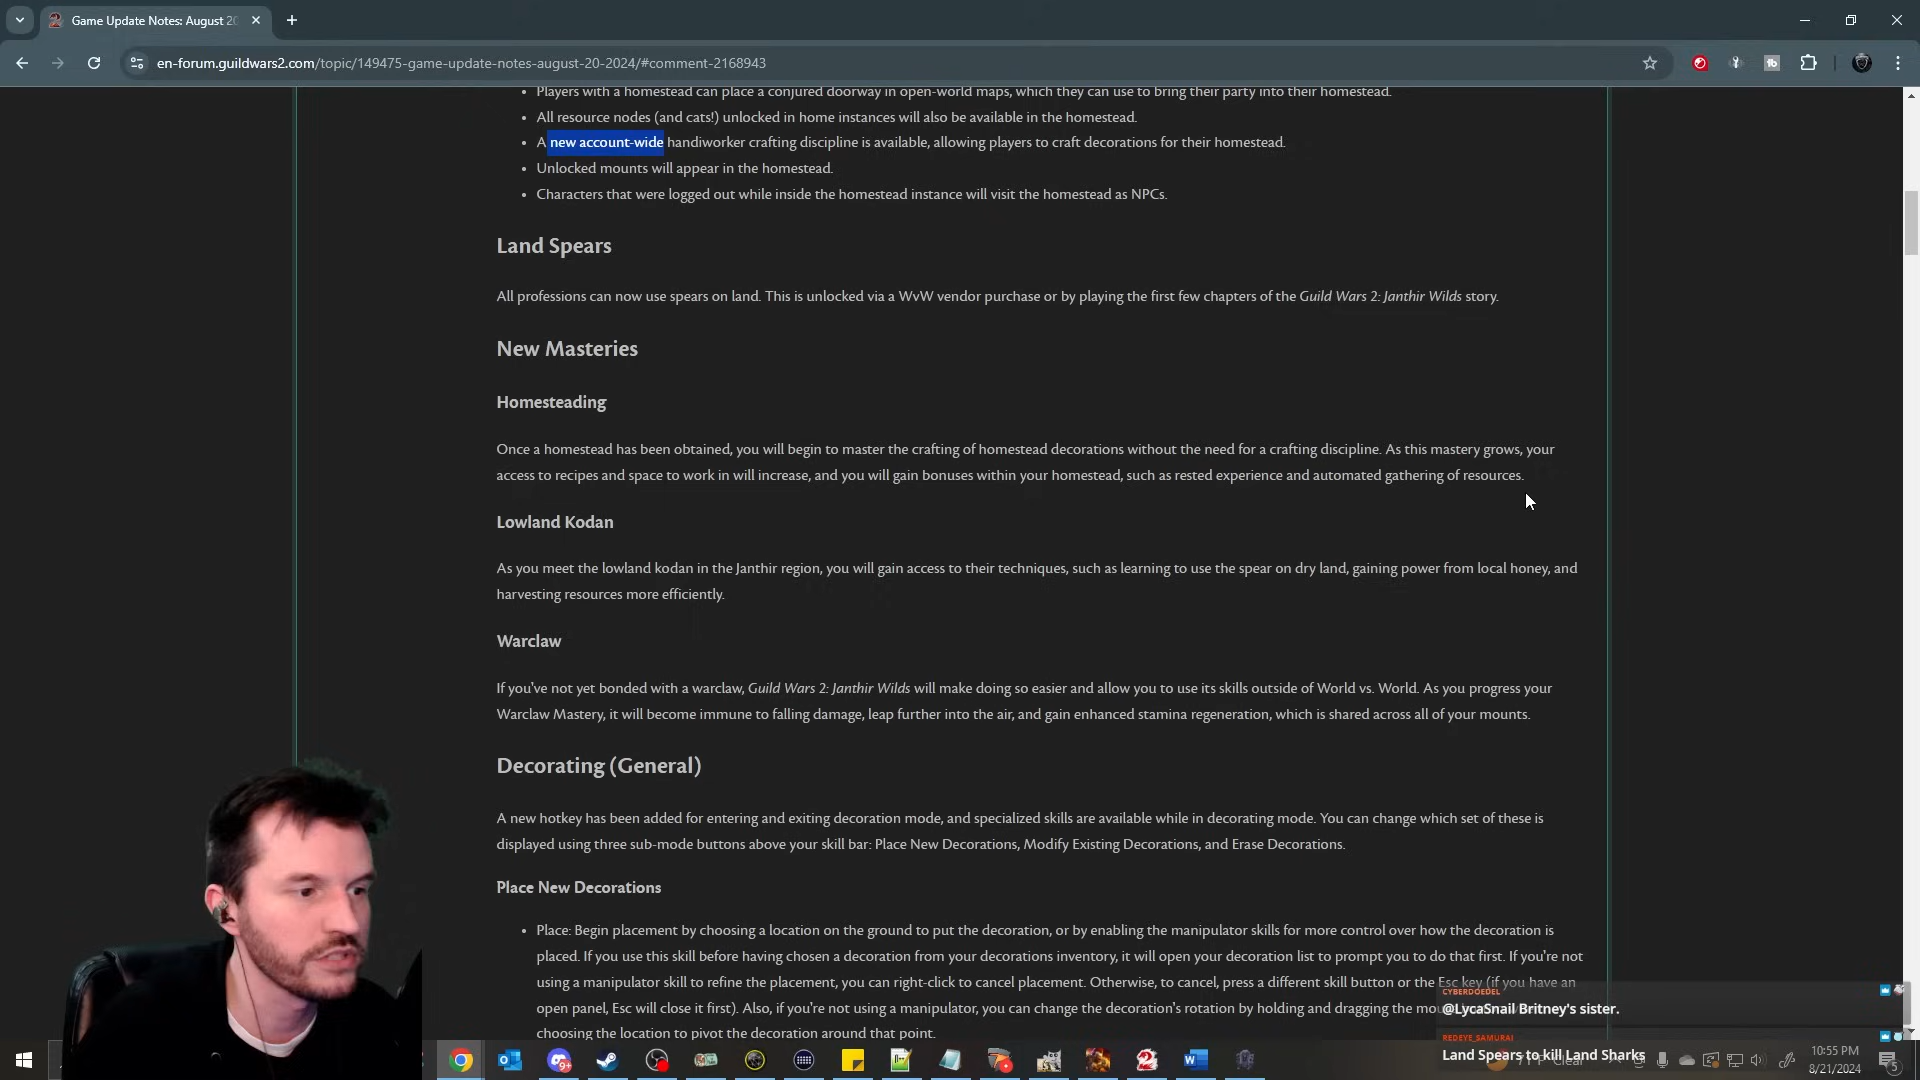 Game Update Notes: August 20
en-forum.guildwars2.com/topic/149475-game-update-notes-august-20-2024/#comment-2168943
Players with a homestead can place a conjured doorway in open-world maps, which they can use to bring their party into their homestead.
All resource nodes (and cats!) unlocked in home instances will also be available in the homestead.
A new account-wide handiworker crafting discipline is available, allowing players to craft decorations for their homestead.
Unlocked mounts will appear in the homestead.
Characters that were logged out while inside the homestead instance will visit the homestead as NPCs.
Land Spears
All professions can now use spears on land. This is unlocked via a WvW vendor purchase or by playing the first few chapters of the Guild Wars 2: Janthir Wilds story.
New Masteries
Homesteading
Once a homestead has been obtained, you will begin to master the crafting of homestead decorations without the need for a crafting discipline. As this mastery grows, your
access to recipes and space to work in will increase, and you will gain bonuses within your homestead, such as rested experience and automated gathering of resources.
Lowland Kodan
As you meet the lowland kodan in the Janthir region, you will gain access to their techniques, such as learning to use the spear on dry land, gaining power from local honey, and
harvesting resources more efficiently.
Warclaw
If you've not yet bonded with a warclaw, Guild Wars 2: Janthir Wilds will make doing so easier and allow you to use its skills outside of World vs. World. As you progress your
Warclaw Mastery, it will become immune to falling damage, leap further into the air, and gain enhanced stamina regeneration, which is shared across all of your mounts.
Decorating (General)
A new hotkey has been added for entering and exiting decoration mode, and specialized skills are available while in decorating mode. You can change which set of these is
displayed using three sub-mode buttons above your skill bar: Place New Decorations, Modify Existing Decorations, and Erase Decorations.
Place New Decorations
Place: Begin placement by choosing a location on the ground to put the decoration, or by enabling the manipulator skills for more control over how the decoration is
placed. If you use this skill before having chosen a decoration from your decorations inventory, it will open your decoration list to prompt you to do that first. If you're not
using a manipulator skill to refine the placement, you can right-click to cancel placement. Otherwise, to cancel, press a different skill button or the Esc key (if you have an
open panel, Esc will close it first). Also, if you're not using a manipulator, you can change the decoration's rotation by holding and dragging the mou
choosing the location to pivot the decoration around that point.
CYBERDOEDEL
@LycaSnail Britney's sister.
REDEYE_SAMURAI
Land Spears to kill Land Sharks
Clear
10:55 PM
8/21/2024